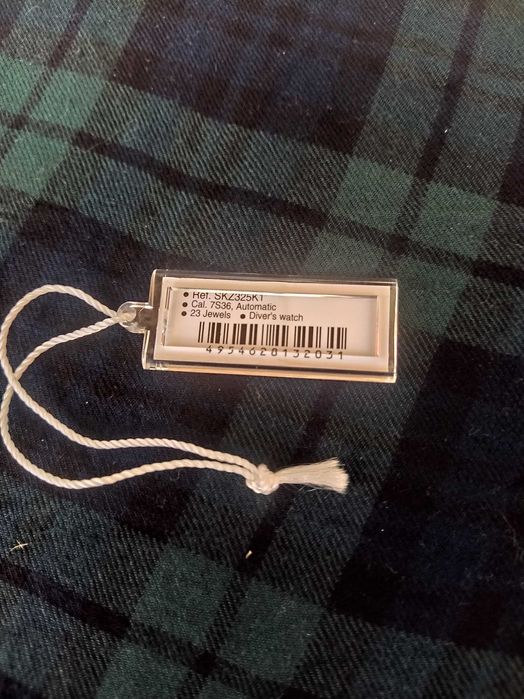 • Ref. SKZ325K1
• Cal. 7S36, Automatic
• 23 Jewels • Diver's watch
4954628132031